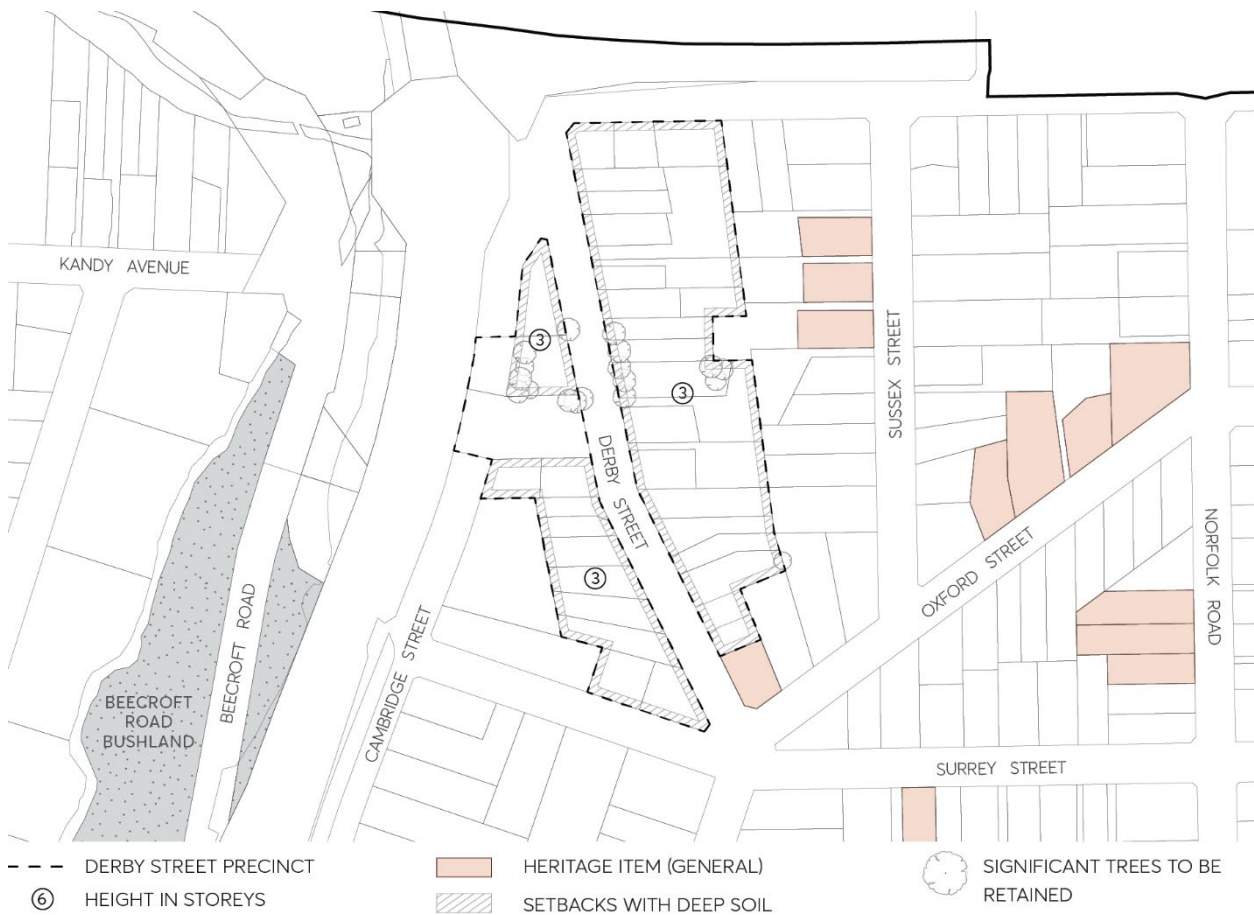 KANDY AVENUE
3
3
SUSSEX STREET
DERBY STREET
OXFORD STREET
NORFOLK ROAD
3
BEECROFT ROAD
CAMBRIDGE STREET
BEECROFT
ROAD
BUSHLAND
SURREY STREET
DERBY STREET PRECINCT
6 HEIGHT IN STOREYS
HERITAGE ITEM (GENERAL)
SETBACKS WITH DEEP SOIL
SIGNIFICANT TREES TO BE
RETAINED